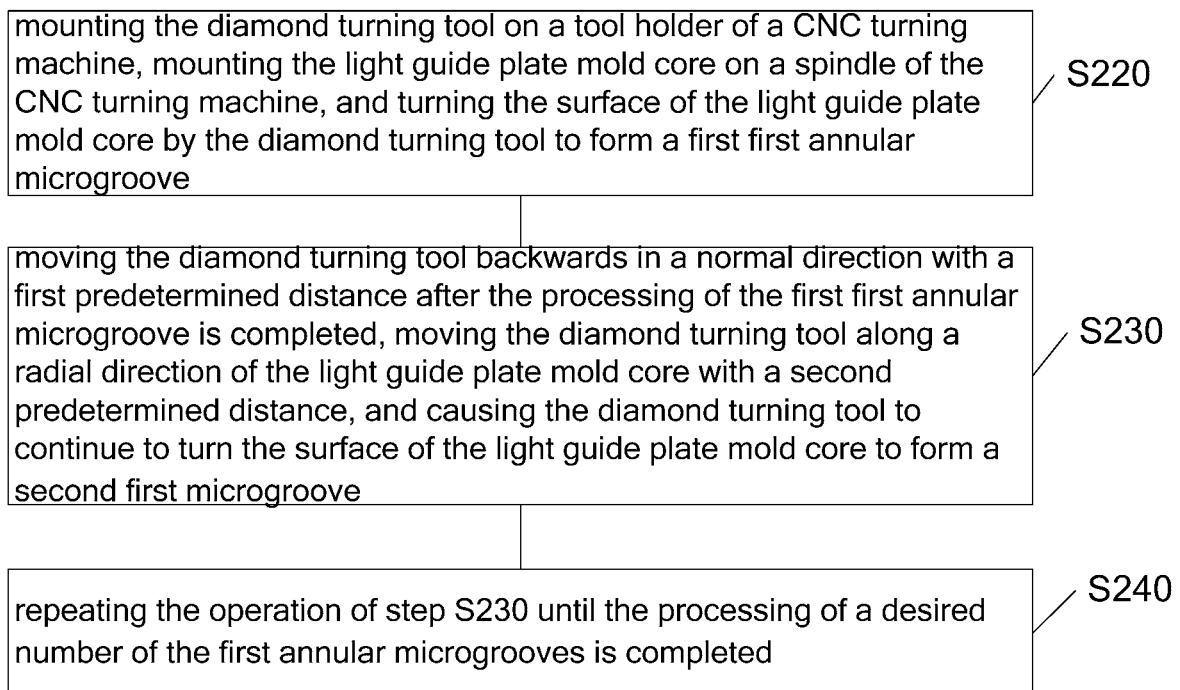 mounting the diamond turning tool on a tool holder of a CNC turning
machine, mounting the light guide plate mold core on a spindle of the
CNC turning machine, and turning the surface of the light guide plate
mold core by the diamond turning tool to form a first first annular
microgroove
S220
moving the diamond turning tool backwards in a normal direction with a
first predetermined distance after the processing of the first first annular
microgroove is completed, moving the diamond turning tool along a
radial direction of the light guide plate mold core with a second
predetermined distance, and causing the diamond turning tool to
continue to turn the surface of the light guide plate mold core to form a
second first microgroove
S230
repeating the operation of step S230 until the processing of a desired
number of the first annular microgrooves is completed
S240